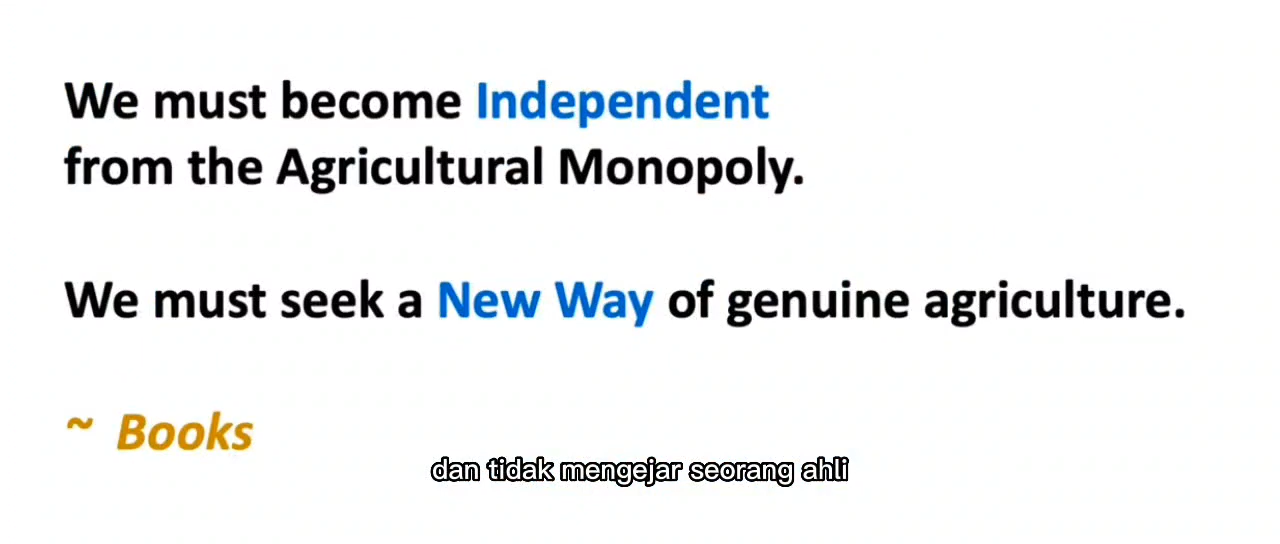 We must become Independent
from the Agricultural Monopoly.
We must seek a New Way of genuine agriculture.
~ Books
dan tidak mengejar seorang ahli